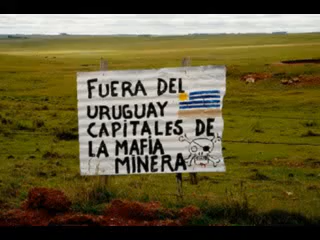 FUERA DEL
URUGUAY
CAPITALES DE
LA MAFIA
MINERA